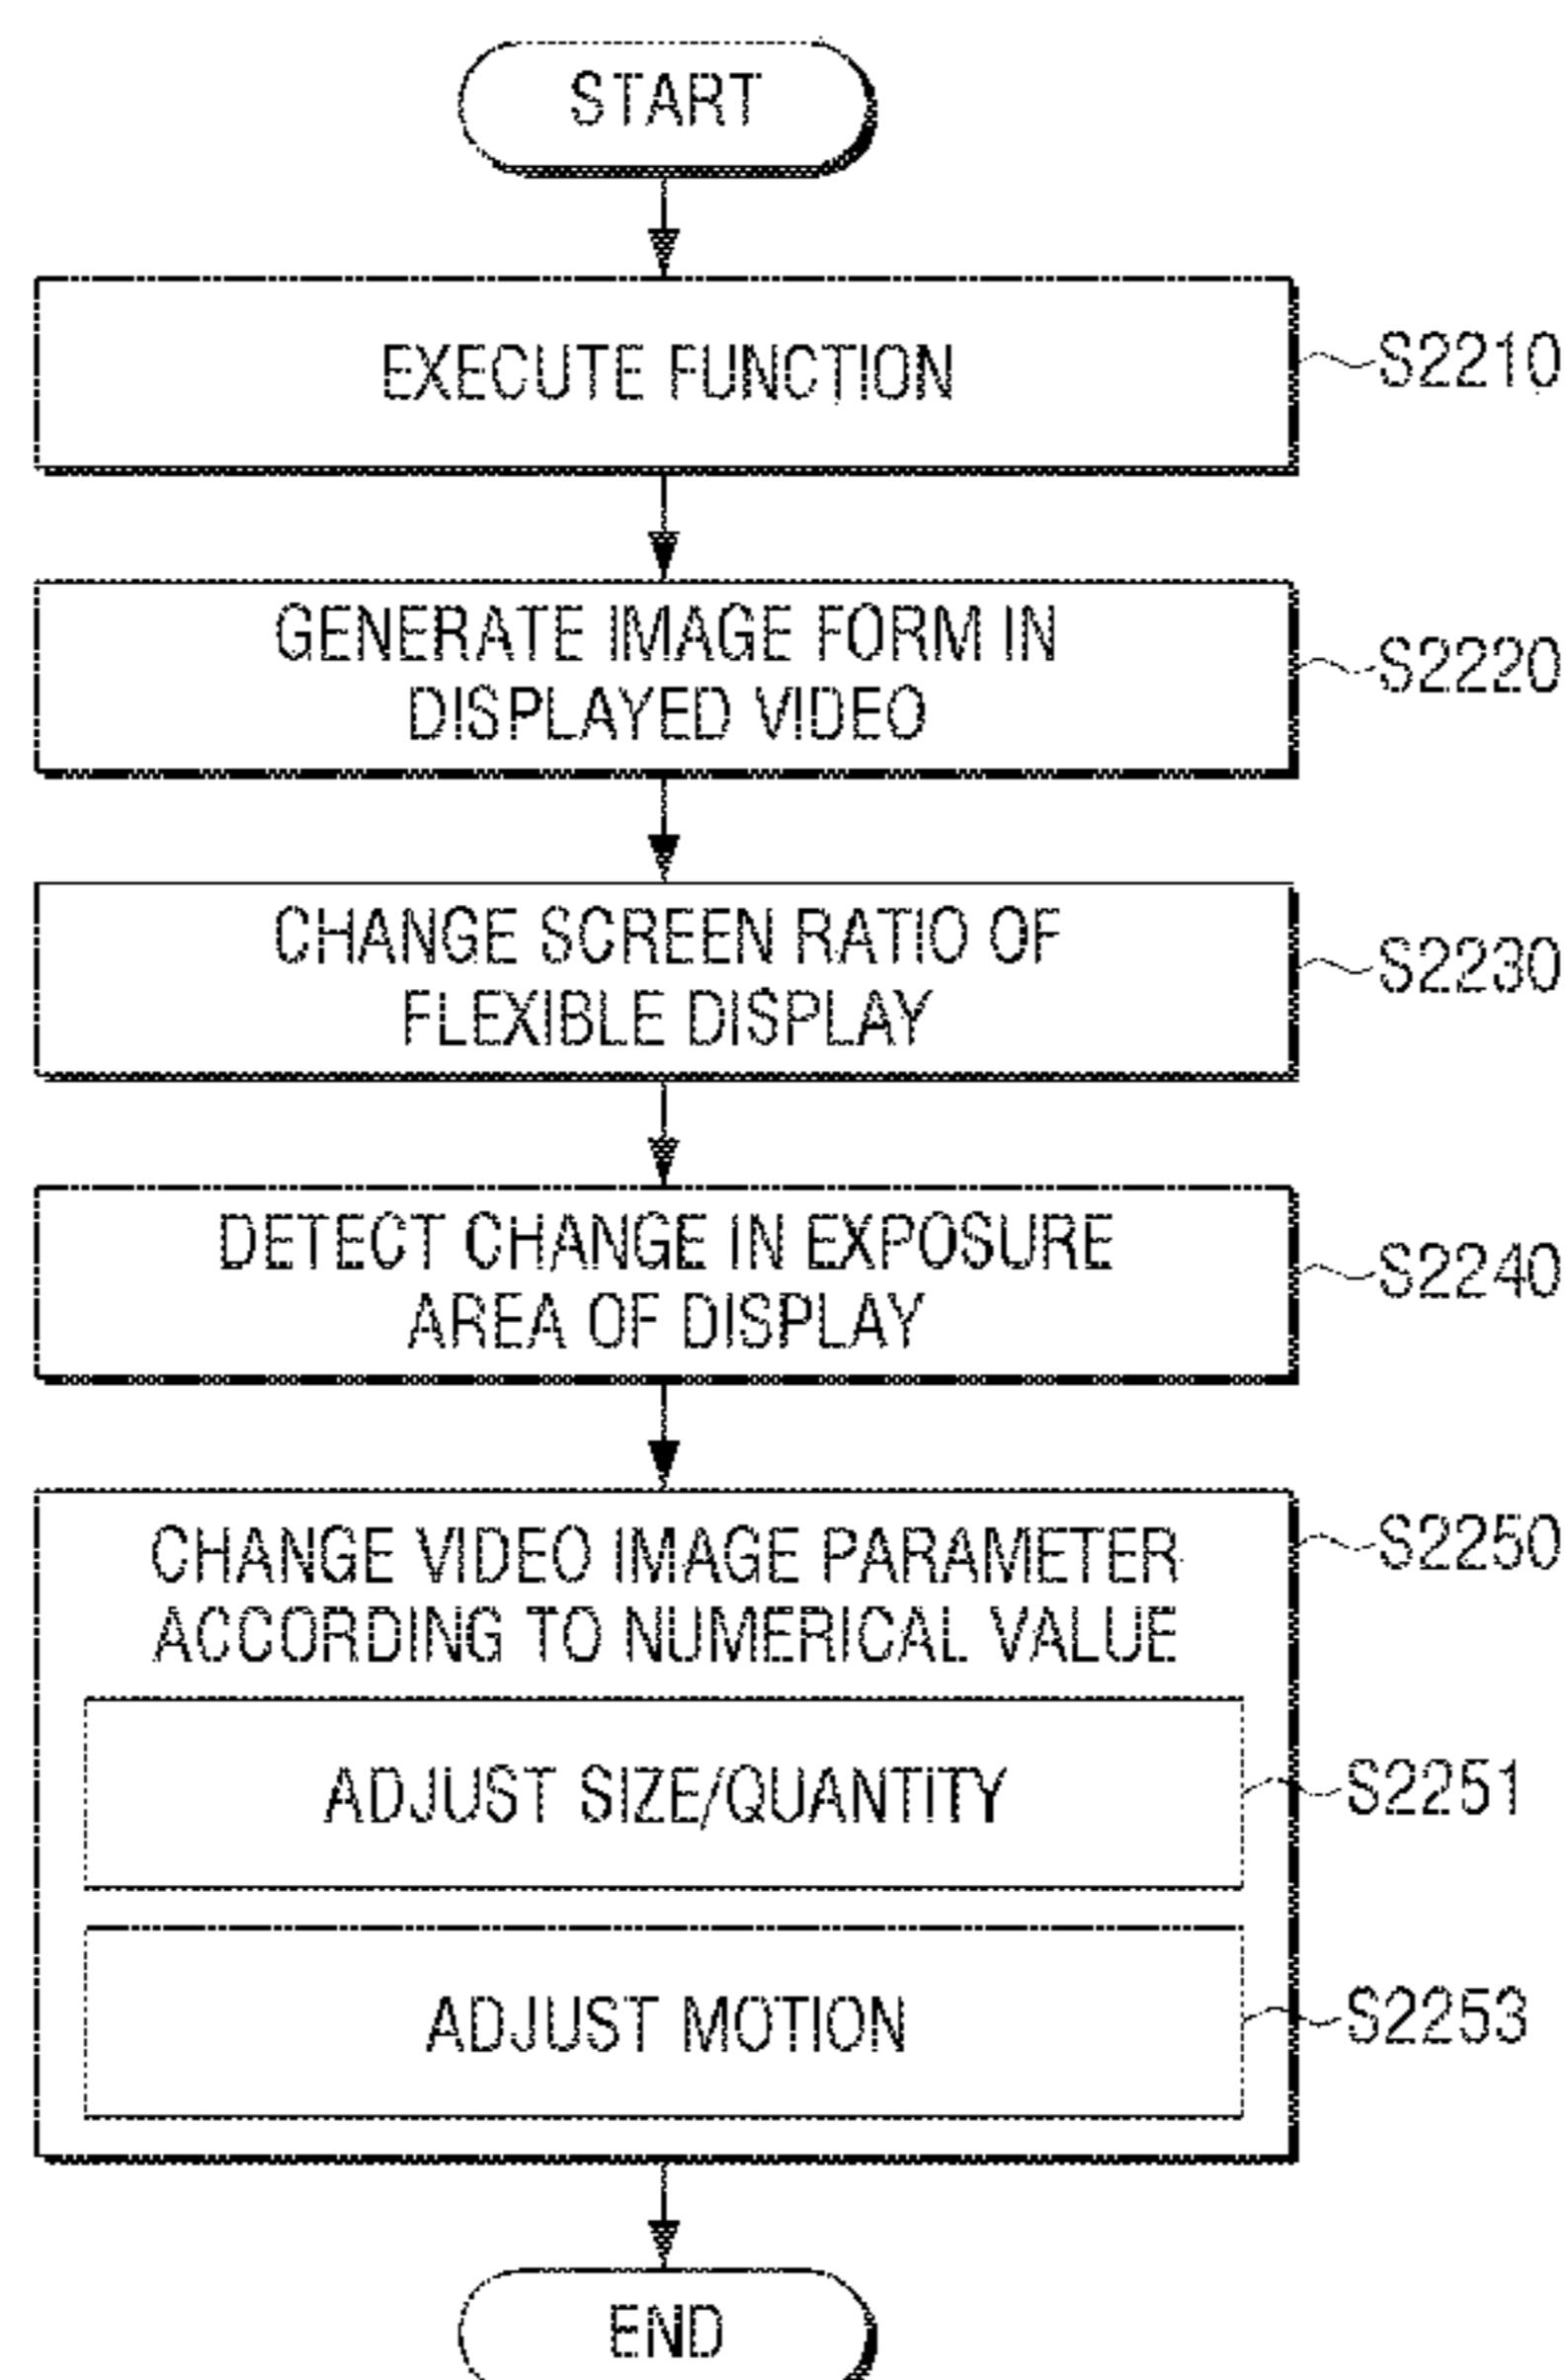 START
EXECUTE FUNCTION
S2210
GENERATE IMAGE FORM IN
DISPLAYED VIDEO
S2220
CHANGE SCREEN RATIO OF
FLEXIBLE DISPLAY
S2230
DETECT CHANGE IN EXPOSURE
AREA OF DISPLAY
S2240
CHANGE VIDEO IMAGE PARAMETER
ACCORDING TO NUMERICAL VALUE
S2250
ADJUST SIZE/QUANTITY
S2251
ADJUST MOTION
S2253
END